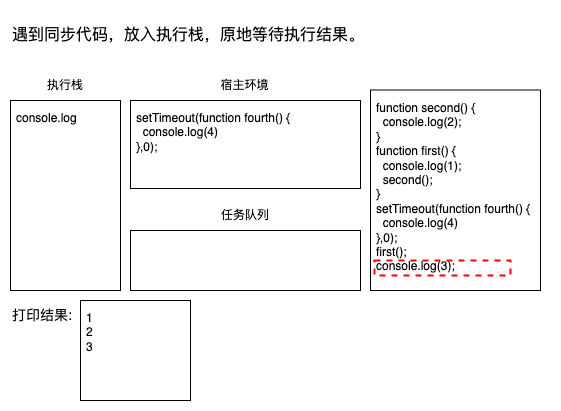 遇到同步代码，放入执行栈，原地等待执行结果。
执行栈
console.log
宿主环境
setTimeout(function fourth() {
  console.log(4)
},0);
任务队列
function second() {
  console.log(2);
}
function first() {
  console.log(1);
  second();
}
setTimeout(function fourth() {
  console.log(4)
},0);
first();
console.log(3);
打印结果:
1
2
3